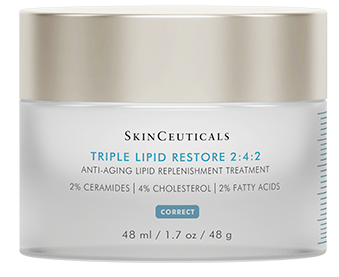 SKINCEUTICALS
TRIPLE LIPID RESTORE 2:4:2
ANTI-AGING LIPID REPLENISHMENT TREATMENT
2% CERAMIDES | 4% CHOLESTEROL | 2% FATTY ACIDS
CORRECT
48 ml / 1.7 oz / 48 g